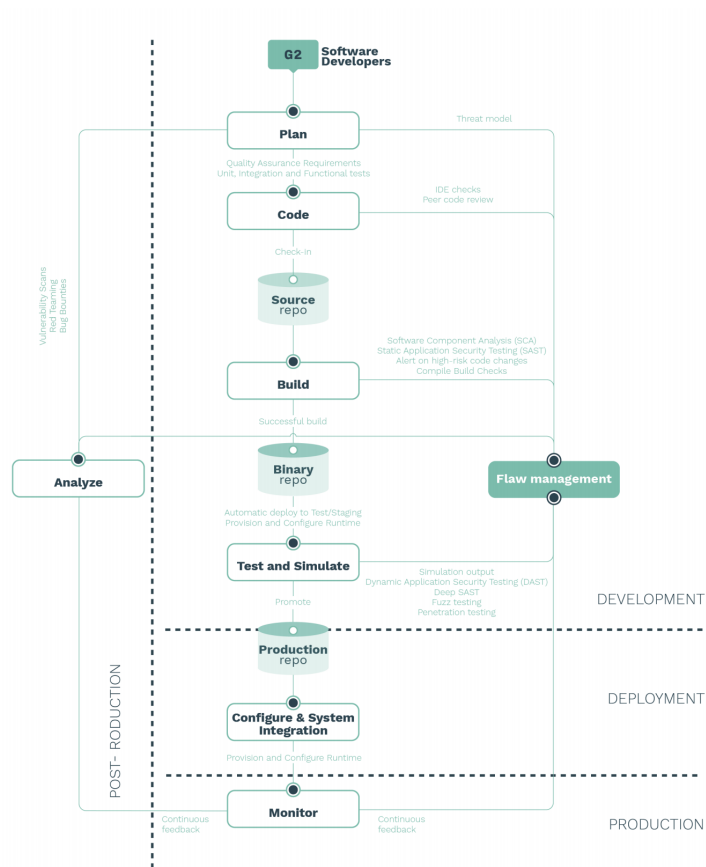 G2
Software
Developers
Plan
Threat model
Quality Assurance Requirements
Unit, Integration and Functional tests
IDE checks
Peer code review
Code
Check-in
Vulnerability Scans
Red Teaming
Bug Bounties
Source
repo
Software Component Analysis (SCA)
Static Application Security Testing (SAST)
Alert on high-risk code changes
Compile Build Checks
Build
Successful build
Analyze
Binary
repo
Flaw management
Automatic deploy to Test/Staging
Provision and Configure Runtime
Test and Simulate
Simulation output
Dynamic Application Security Testing (DAST)
Deep SAST
Fuzz testing
Penetration testing
Promote
DEVELOPMENT
Production
repo
POST- RODUCTION
DEPLOYMENT
Configure & System
Integration
Provision and Configure Runtime
Monitor
Continuous
feedback
Continuous
feedback
PRODUCTION